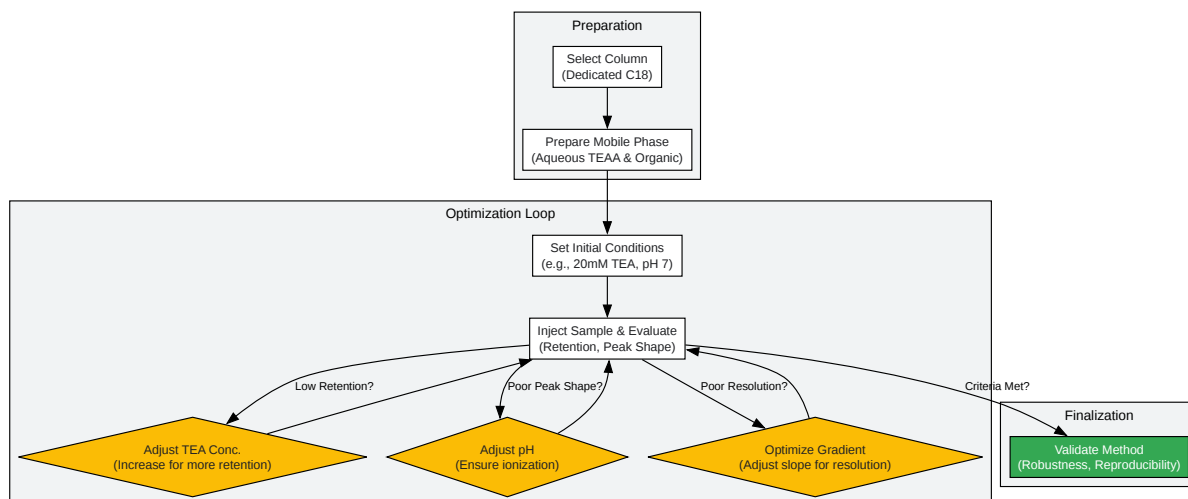 Preparation
Select Column
(Dedicated C18)
Prepare Mobile Phase
(Aqueous TEAA & Organic)
Optimization Loop
Set Initial Conditions
(e.g., 20mM TEA, pH 7)
Inject Sample & Evaluate
(Retention, Peak Shape)
Low Retention?
Poor Peak Shape?
Poor Resolution?
Criteria Met?
Adjust TEA Conc.
(Increase for more retention)
Adjust pH
(Ensure ionization)
Optimize Gradient
(Adjust slope for resolution)
Finalization
Validate Method
(Robustness, Reproducibility)